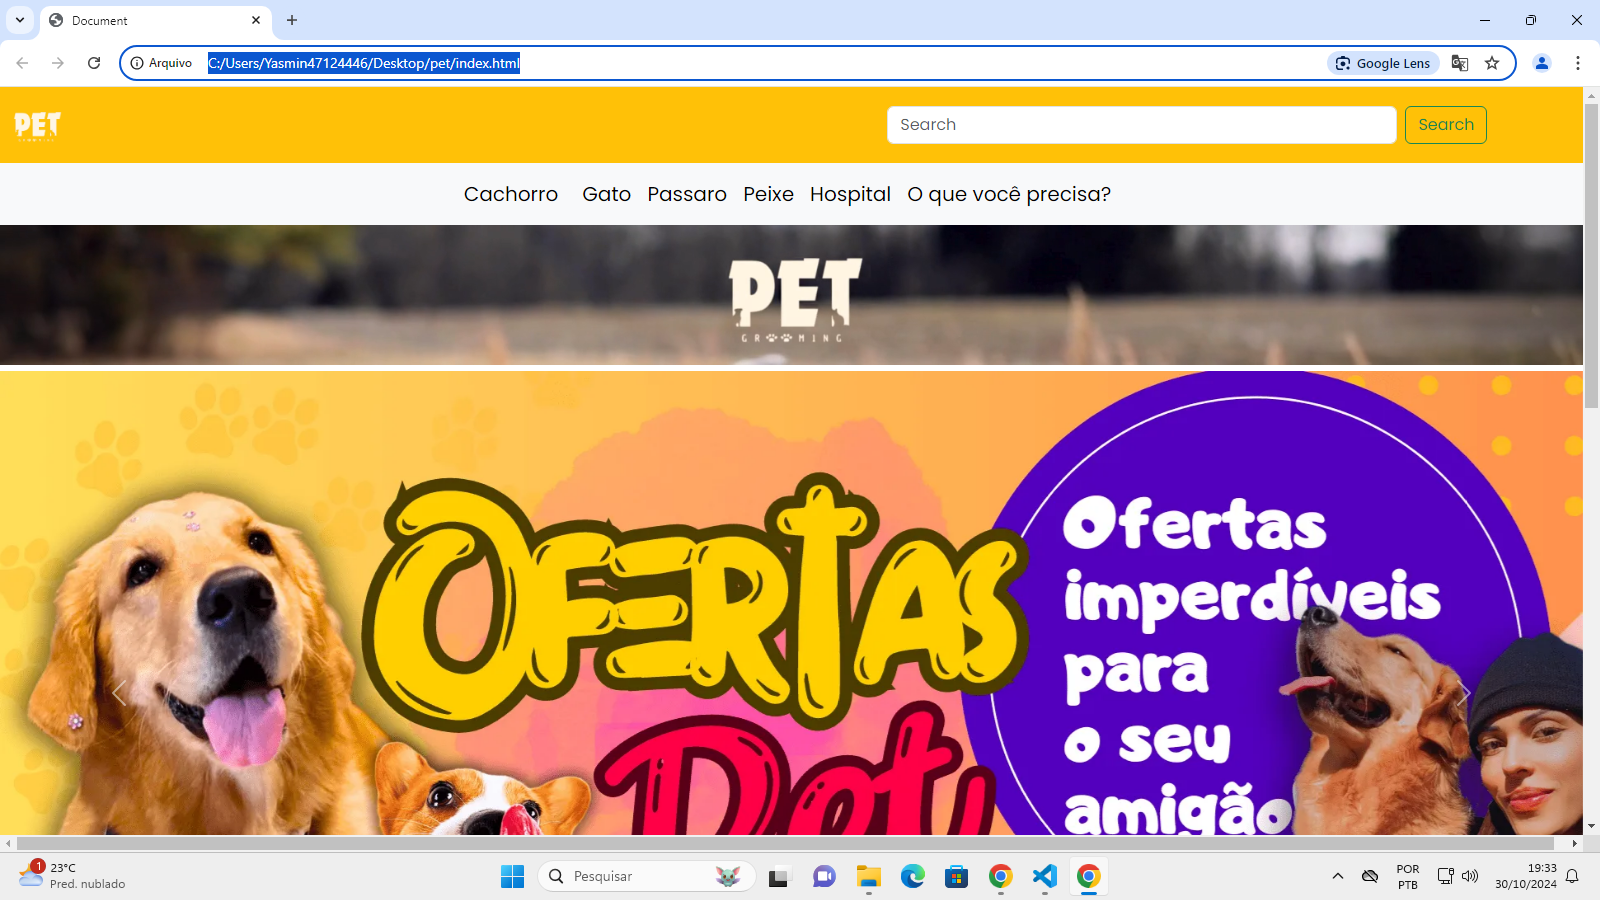 Document
Arquivo
C:/Users/Yasmin47124446/Desktop/pet/index.html
Google Lens
PET
Search
Search
Cachorro
Gato
Passaro
Peixe
Hospital
O que você precisa?
PET
GROOMING
OFERTAS
Pet
Ofertas
imperdíveis
para
o seu
amigão
1
23°C
Pred. nublado
Pesquisar
POR
PTB
19:33
30/10/2024